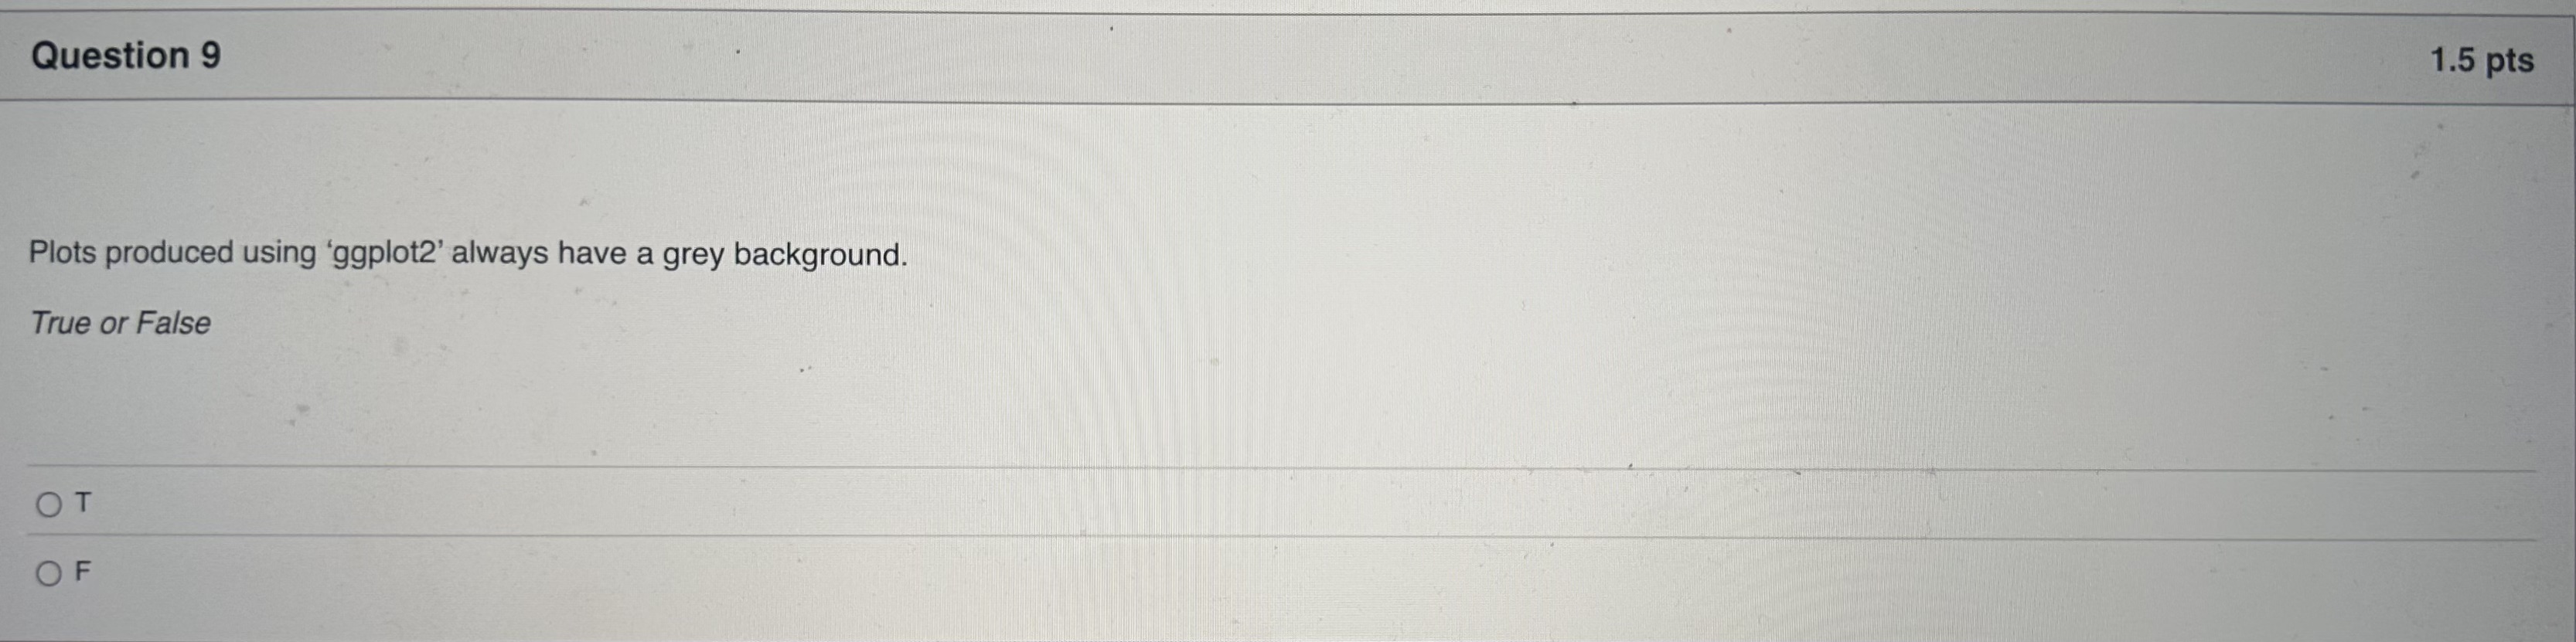 Question 9
1.5 pts
Plots produced using ‘ggplot2’ always have a grey background.
True or False
T
F